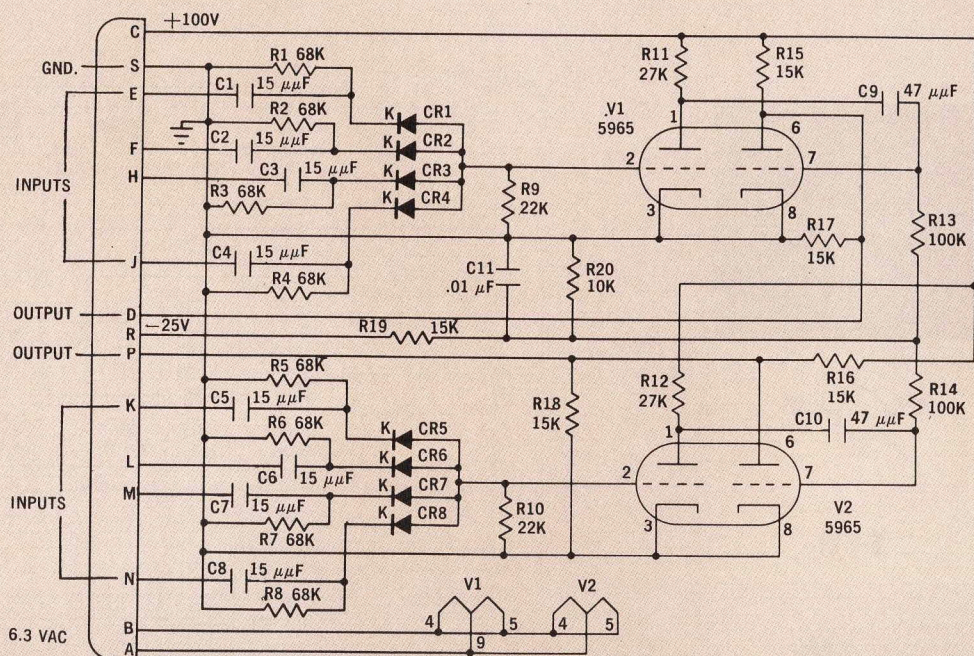 C +100V
GND. S
E
F
INPUTS
H
J
OUTPUT D
−25V
R
OUTPUT P
K
L
INPUTS
M
N
B
6.3 VAC
A
R1 68K
C1 15 μμF
R2 68K
C2 15 μμF
C3 15 μμF
R3 68K
C4 15 μμF
R4 68K
K CR1
K CR2
K CR3
K CR4
R9 22K
C11 .01 μF
R20 10K
R19 15K
R11 27K
R15 15K
V1 5965
1
6
2
7
3
8
C9 47 μμF
R17 15K
R13 100K
R5 68K
C5 15 μμF
R6 68K
C6 15 μμF
C7 15 μμF
R7 68K
C8 15 μμF
R8 68K
K CR5
K CR6
K CR7
K CR8
R10 22K
R18 15K
R12 27K
R16 15K
R14 100K
C10 47 μμF
1
6
2
7
3
8
V2 5965
V1
V2
4
5
4
5
9